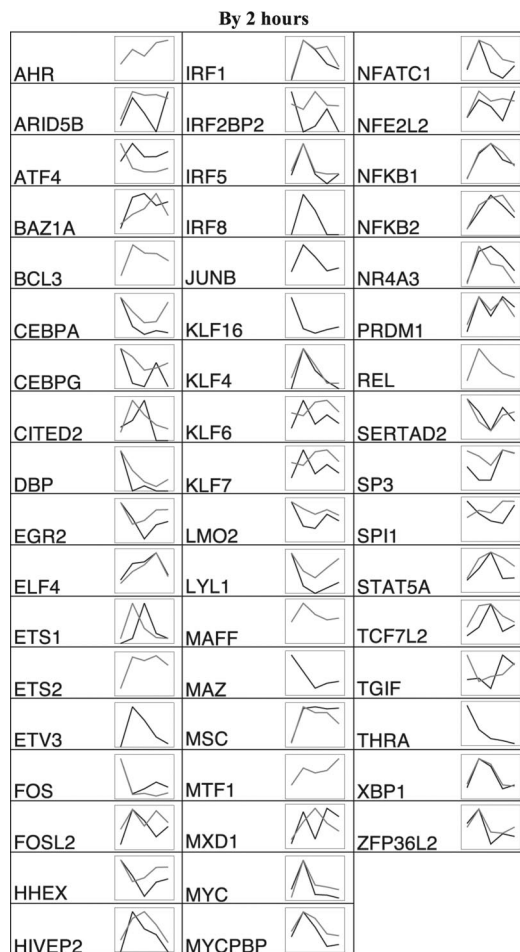 By 2 hours
AHR IRF1 NFATC1
ARID5B IRF2BP2 NFE2L2
ATF4 IRF5 NFKB1
BAZ1A IRF8 NFKB2
BCL3 JUNB NR4A3
CEBPA KLF16 PRDM1
CEBPG KLF4 REL
CITED2 KLF6 SERTAD2
DBP KLF7 SP3
EGR2 LMO2 SPI1
ELF4 LYL1 STAT5A
ETS1 MAFF TCF7L2
ETS2 MAZ TGIF
ETV3 MSC THRA
FOS MTF1 XBP1
FOSL2 MXD1 ZFP36L2
HHEX MYC
HIVEP2 MYCPBP